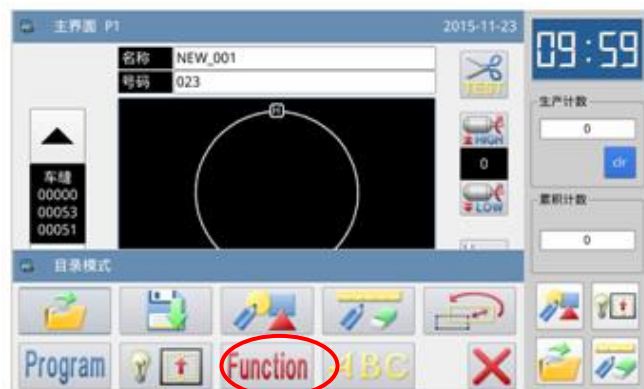 主界面 P1 2015-11-23
09:59
名称 NEW_001
号码 023
TEST
生产计数
HIGH
0
0
clr
车缝
00000
00053
00051
LOW
累积计数
0
目录模式
Program
Function
ABC